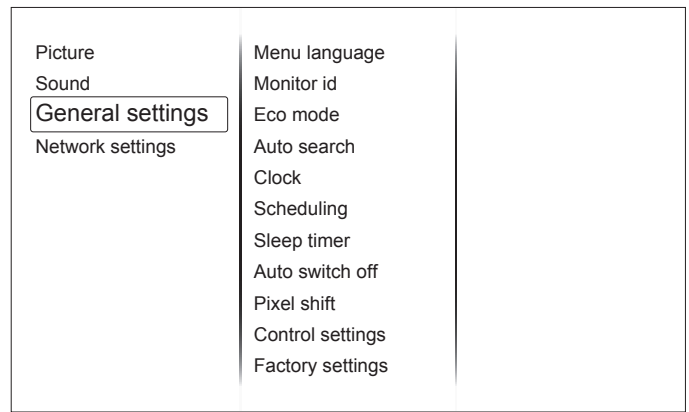 Picture
Sound
General settings
Network settings
Menu language
Monitor id
Eco mode
Auto search
Clock
Scheduling
Sleep timer
Auto switch off
Pixel shift
Control settings
Factory settings